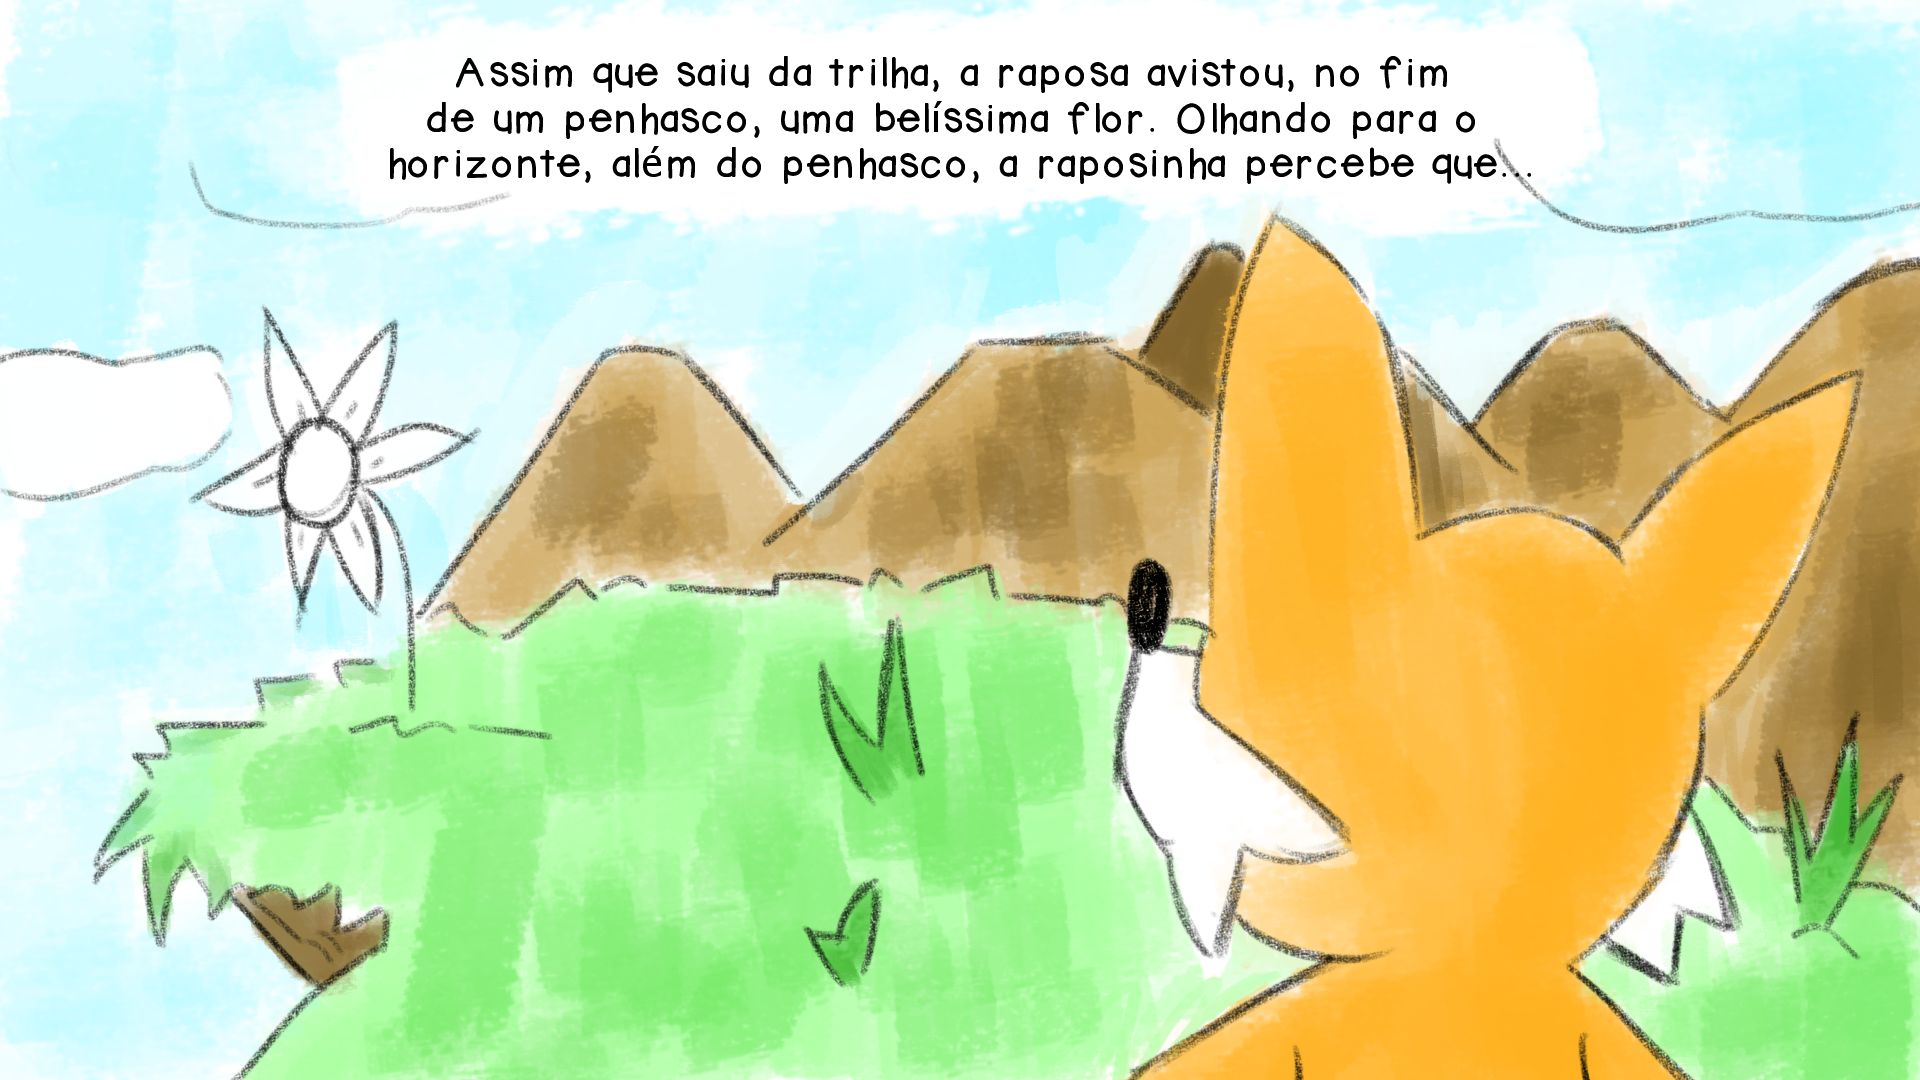 Assim que saiu da trilha, a raposa avistou, no fim
de um penhasco, uma belíssima flor. Olhando para o
horizonte, além do penhasco, a raposinha percebe que...